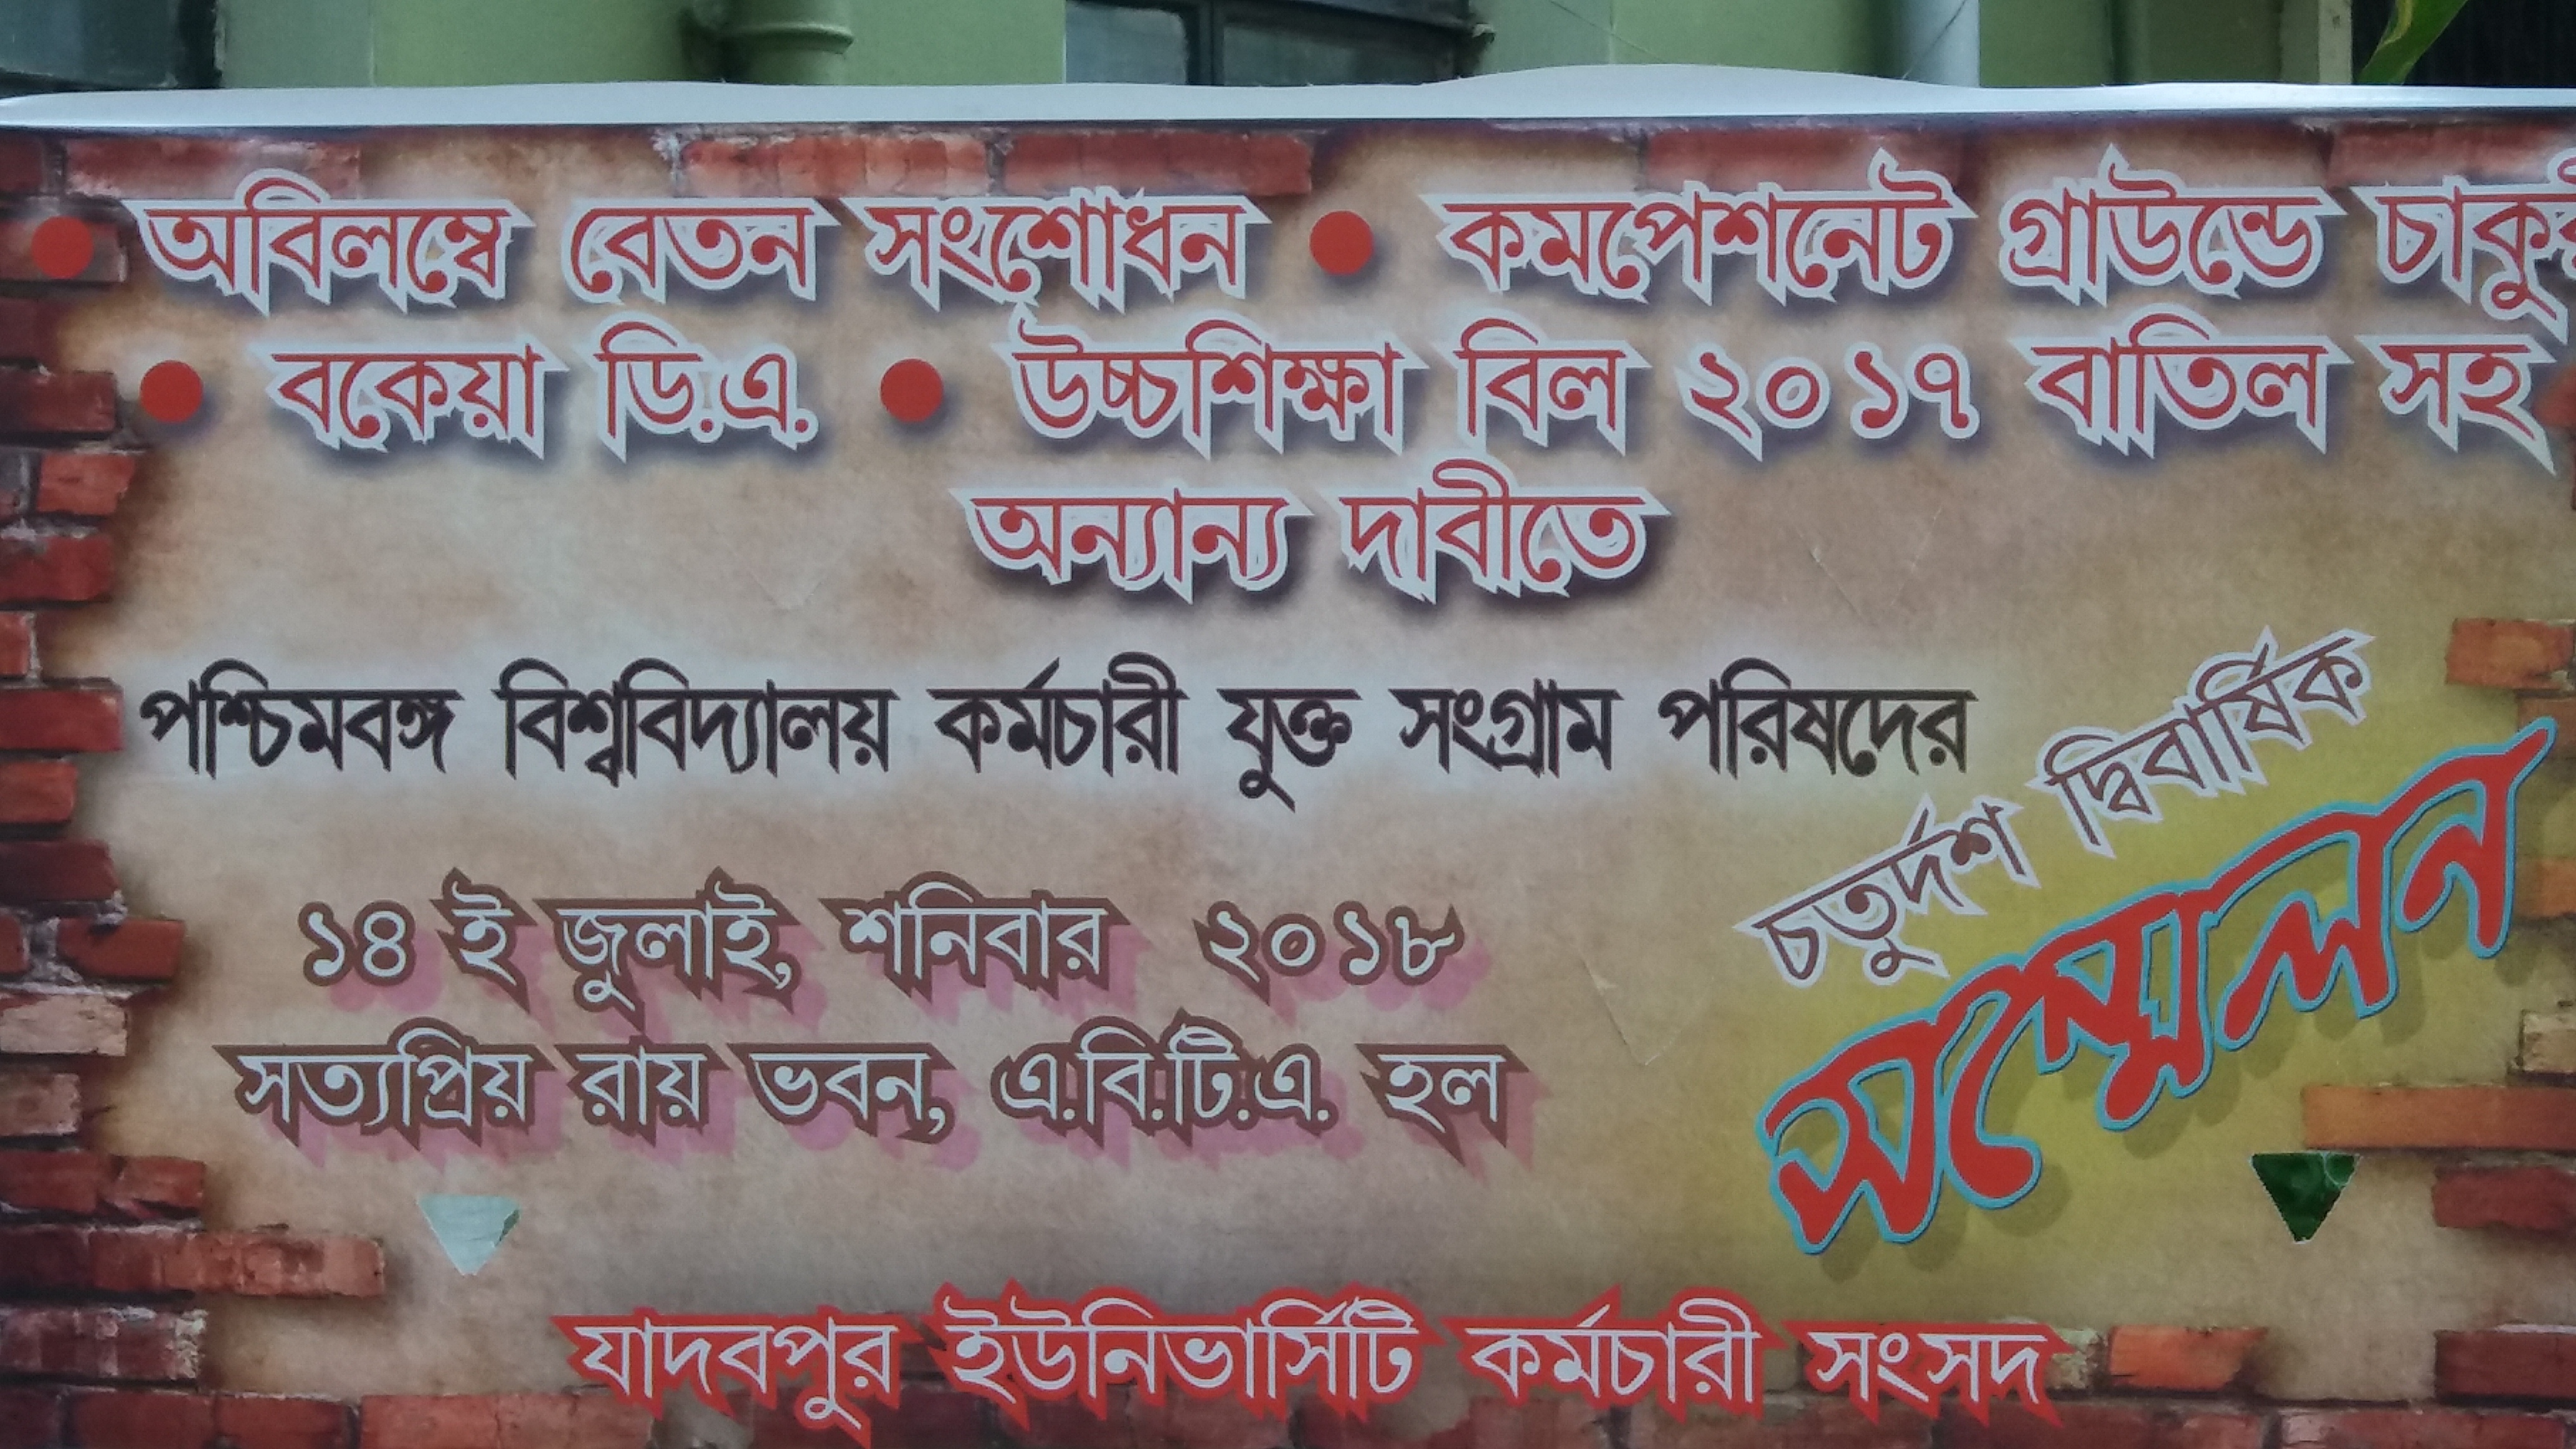 • অবিলম্বে বেতন সংশোধন • কমপেশনেট গ্রাউন্ডে
• বকেয়া ডি.এ. • উচ্চশিক্ষা বিল ২০১৭ বাতিল সহ
অন্যান্য দাবীতে
পশ্চিমবঙ্গ বিশ্ববিদ্যালয় কর্মচারী যুক্ত সংগ্রাম পরিষদের
চতুর্দশ দ্বিবার্ষিক
সম্মেলন
১৪ ই জুলাই, শনিবার ২০১৮
সত্যপ্রিয় রায় ভবন, এ.বি.টি.এ. হল
যাদবপুর ইউনিভার্সিটি কর্মচারী সংসদ